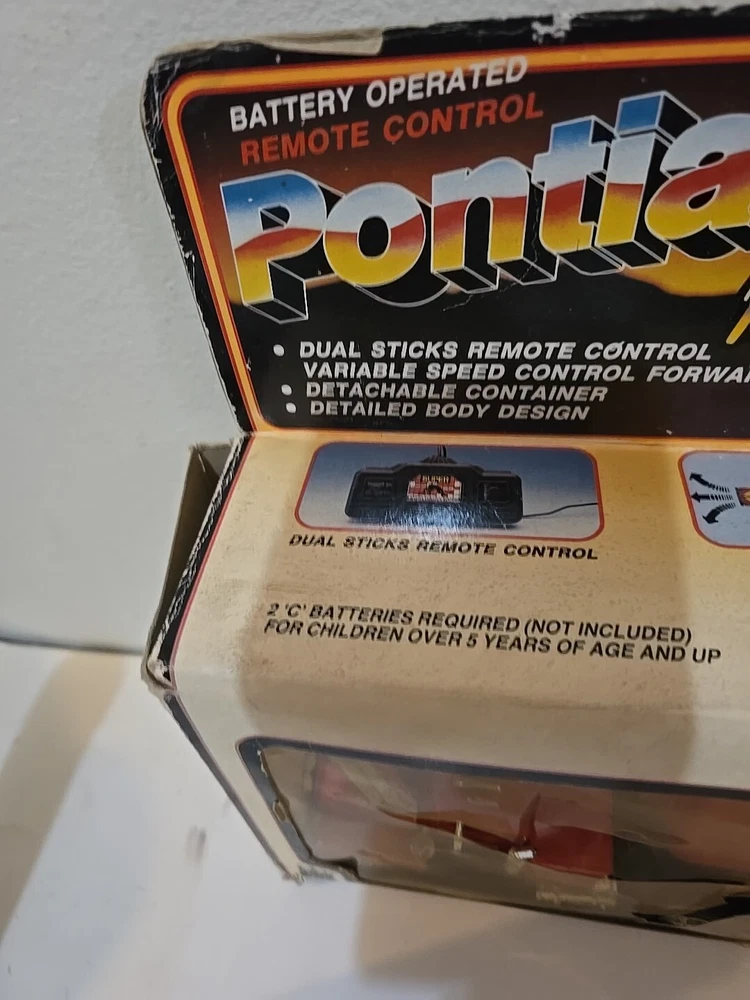 BATTERY OPERATED
REMOTE CONTROL
Pontia
• DUAL STICKS REMOTE CONTROL
VARIABLE SPEED CONTROL FORWA
• DETACHABLE CONTAINER
• DETAILED BODY DESIGN
DUAL STICKS REMOTE CONTROL
2 'C' BATTERIES REQUIRED (NOT INCLUDED)
FOR CHILDREN OVER 5 YEARS OF AGE AND UP